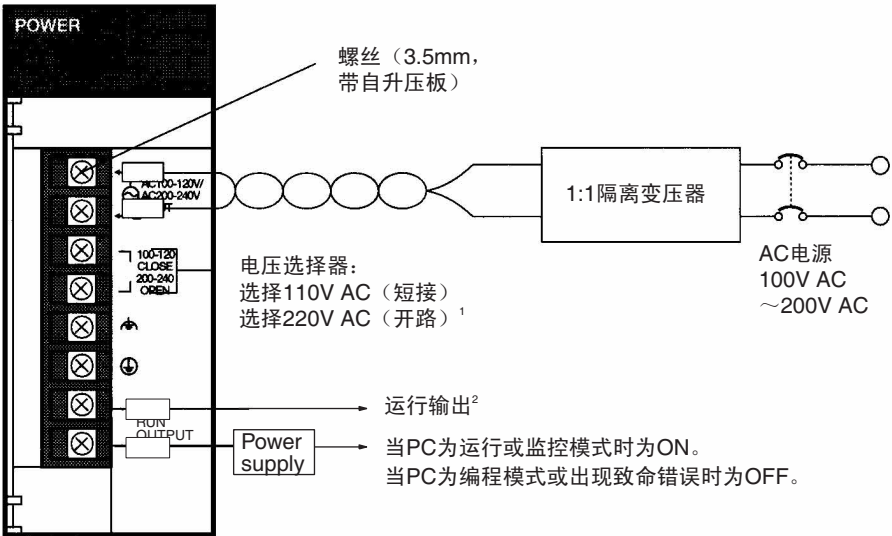 POWER
螺丝（3.5mm，
带自升压板）
AC100-120V/
AC200-240V
1:1隔离变压器
AC电源
100V AC
～200V AC
100-120
CLOSE
200-240
OPEN
电压选择器：
选择110V AC（短接）
选择220V AC（开路）1
运行输出2
RUN
OUTPUT
Power
supply
当PC为运行或监控模式时为ON。
当PC为编程模式或出现致命错误时为OFF。